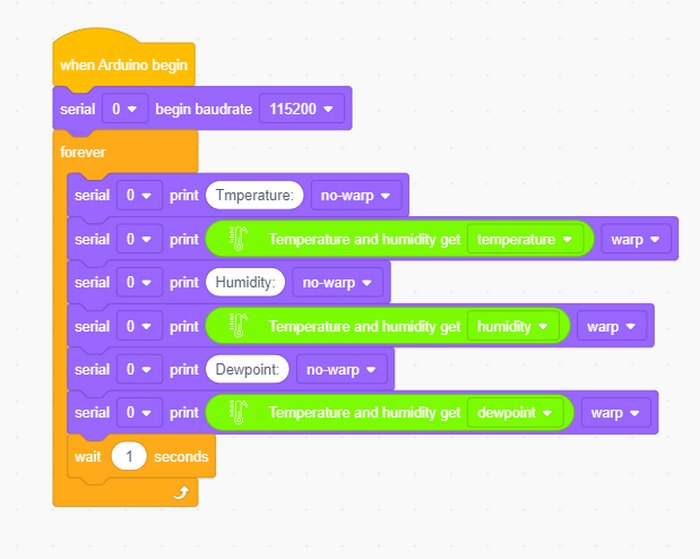 when Arduino begin
serial 0 begin baudrate 115200
forever
serial 0 print Tmperature: no-warp
serial 0 print Temperature and humidity get temperature warp
serial 0 print Humidity: no-warp
serial 0 print Temperature and humidity get humidity warp
serial 0 print Dewpoint: no-warp
serial 0 print Temperature and humidity get dewpoint warp
wait 1 seconds